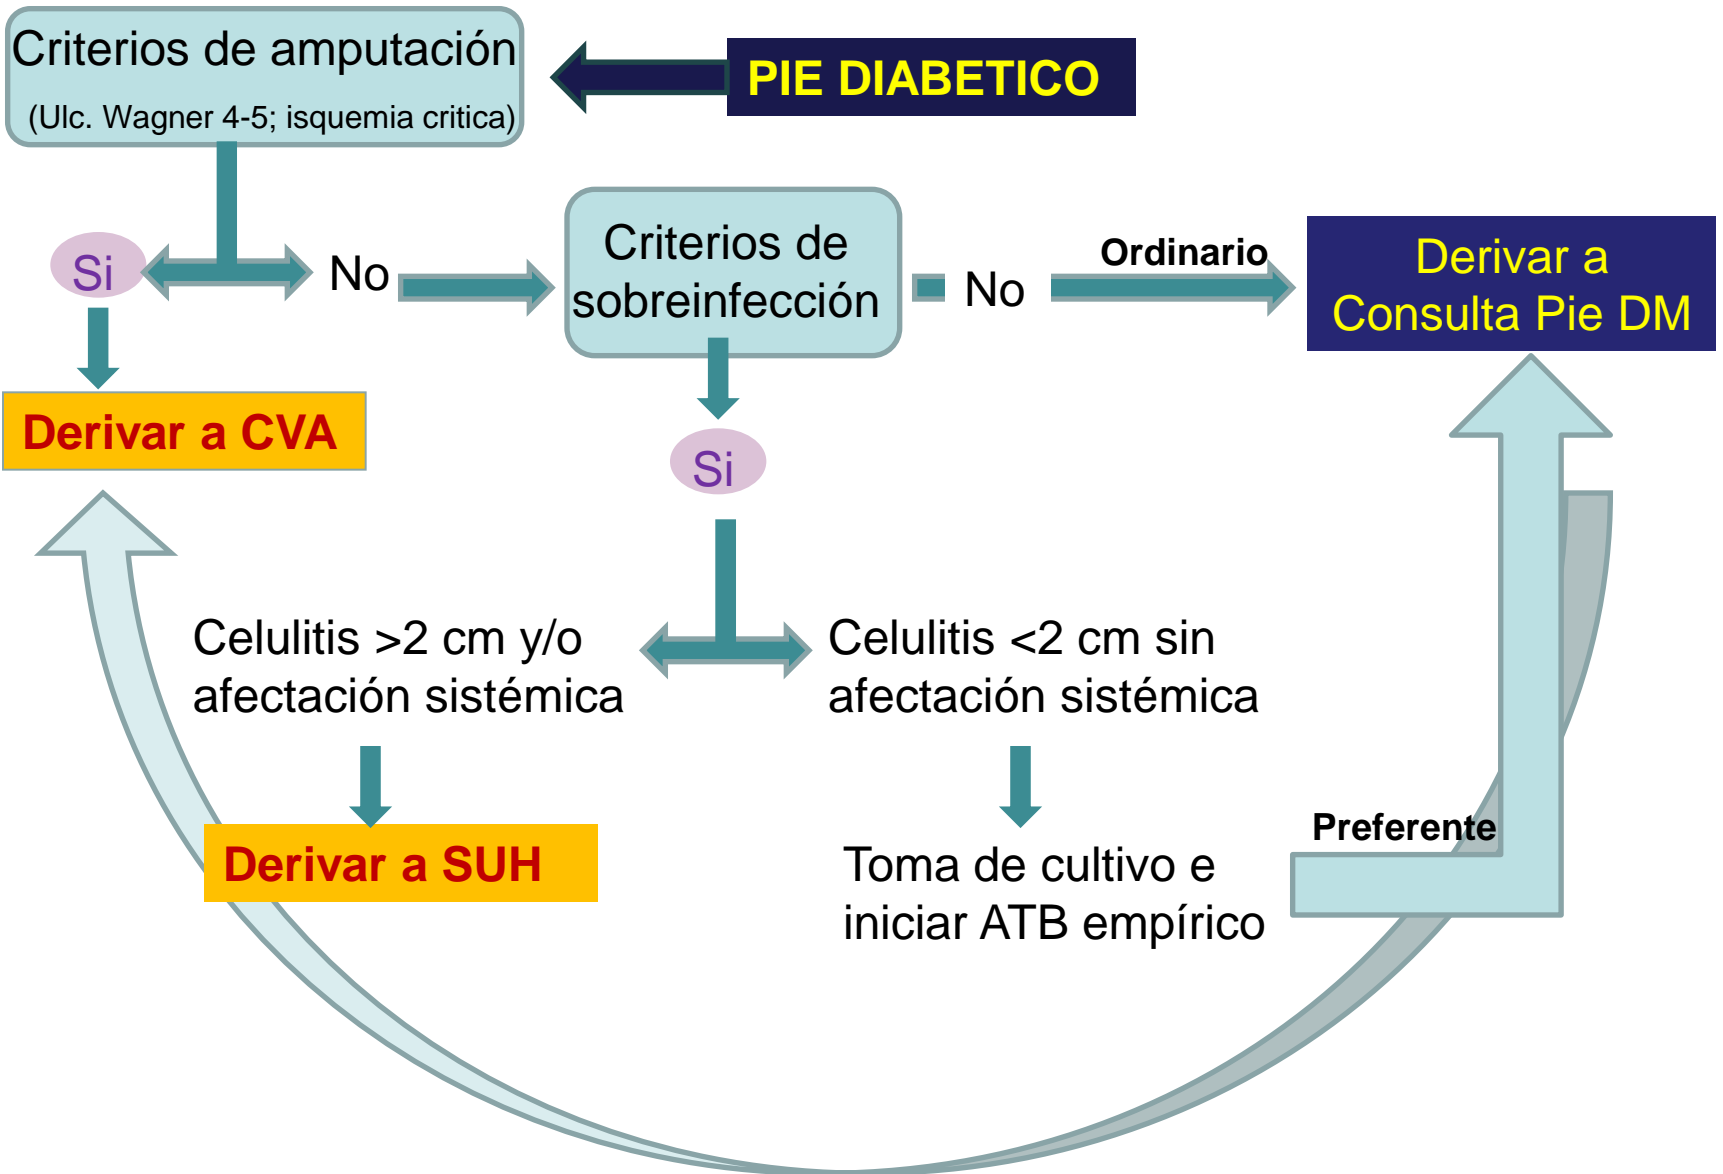 PIE DIABETICO
Criterios de amputación
(Ulc. Wagner 4-5; isquemia critica)
Si
No
Criterios de
sobreinfección
No
Ordinario
Derivar a
Consulta Pie DM
Derivar a CVA
Si
Celulitis >2 cm y/o
afectación sistémica
Celulitis <2 cm sin
afectación sistémica
Derivar a SUH
Toma de cultivo e
iniciar ATB empírico
Preferente